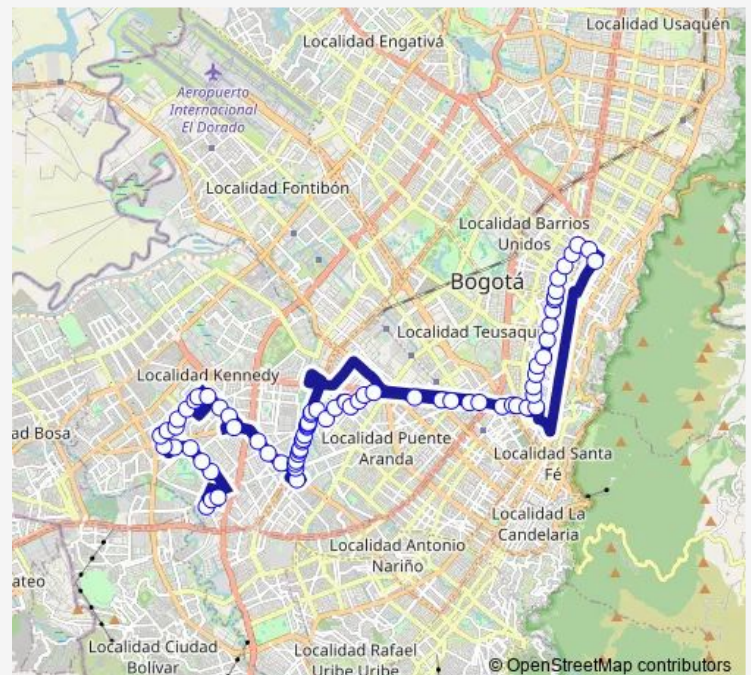 Localidad Usaquén
Localidad Engativá
Aeropuerto
Internacional
El Dorado
Localidad Fontibón
Localidad Barrios
Unidos
Bogotá
Localidad Teusaqu
Localidad Kennedy
ad Bosa
Localidad Puente
Aranda
Localidad Santa
Fé
Localidad La
Candelaria
Localidad Antonio
Nariño
ateo
Localidad Ciudad
Bolívar
Localidad Rafael
Uribe Uribe
© OpenStreetMap contributors